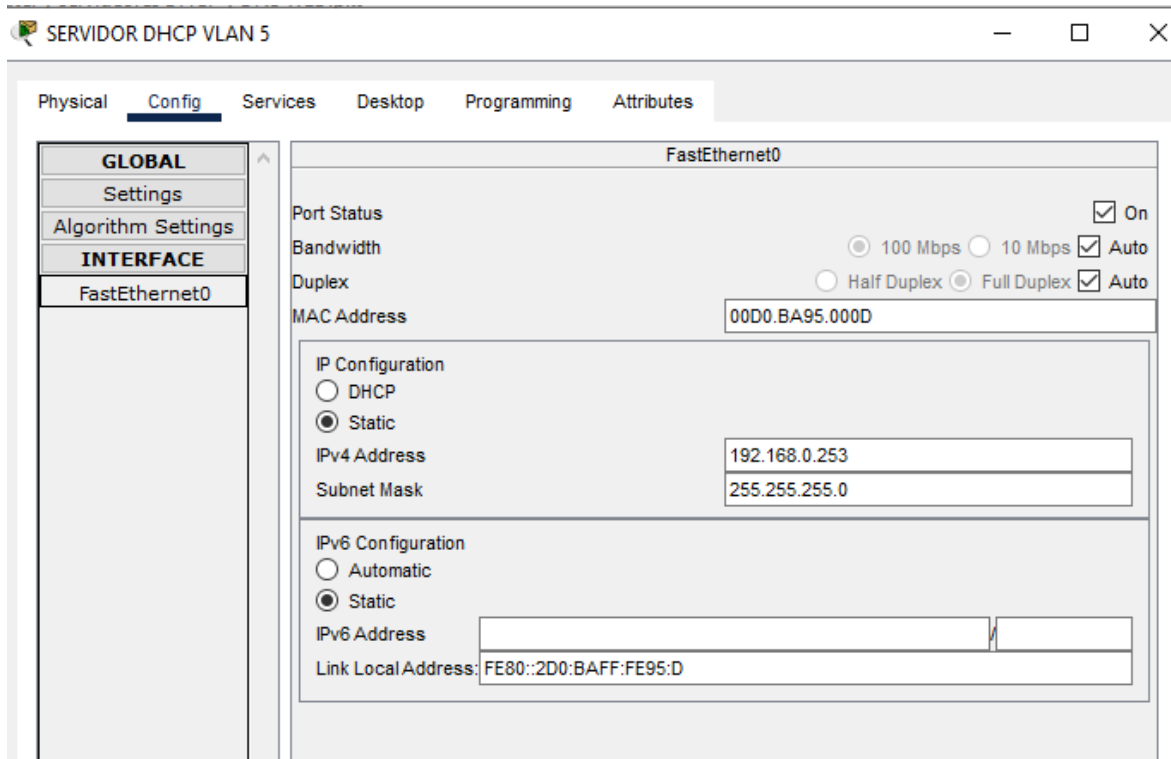 SERVIDOR DHCP VLAN 5
Physical Config Services Desktop Programming Attributes
GLOBAL
Settings
Algorithm Settings
INTERFACE
FastEthernet0
FastEthernet0
Port Status On
Bandwidth 100 Mbps 10 Mbps Auto
Duplex Half Duplex Full Duplex Auto
MAC Address 00D0.BA95.000D
IP Configuration
DHCP
Static
IPv4 Address 192.168.0.253
Subnet Mask 255.255.255.0
IPv6 Configuration
Automatic
Static
IPv6 Address /
Link Local Address: FE80::2D0:BAFF:FE95:D